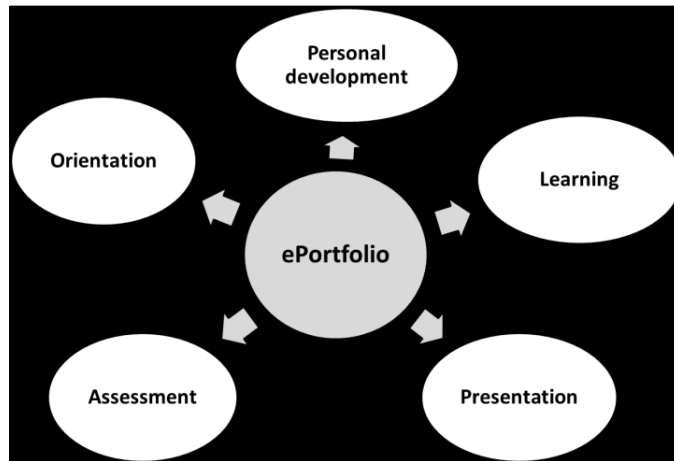 Personal
development
Orientation
Learning
ePortfolio
Assessment
Presentation